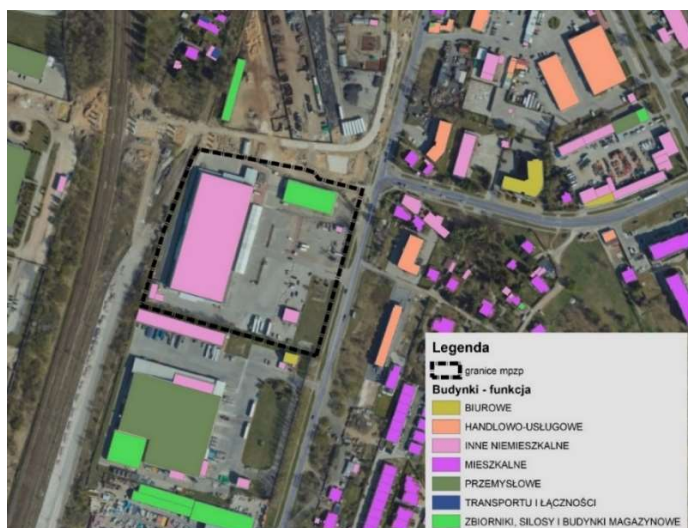 Legenda
granice mpzp
Budynki - funkcja
BIUROWE
HANDLOWO-USŁUGOWE
INNE NIEMIESZKALNE
MIESZKALNE
PRZEMYSŁOWE
TRANSPORTU I ŁĄCZNOŚCI
ZBIORNIKI, SILOSY I BUDYNKI MAGAZYNOWE